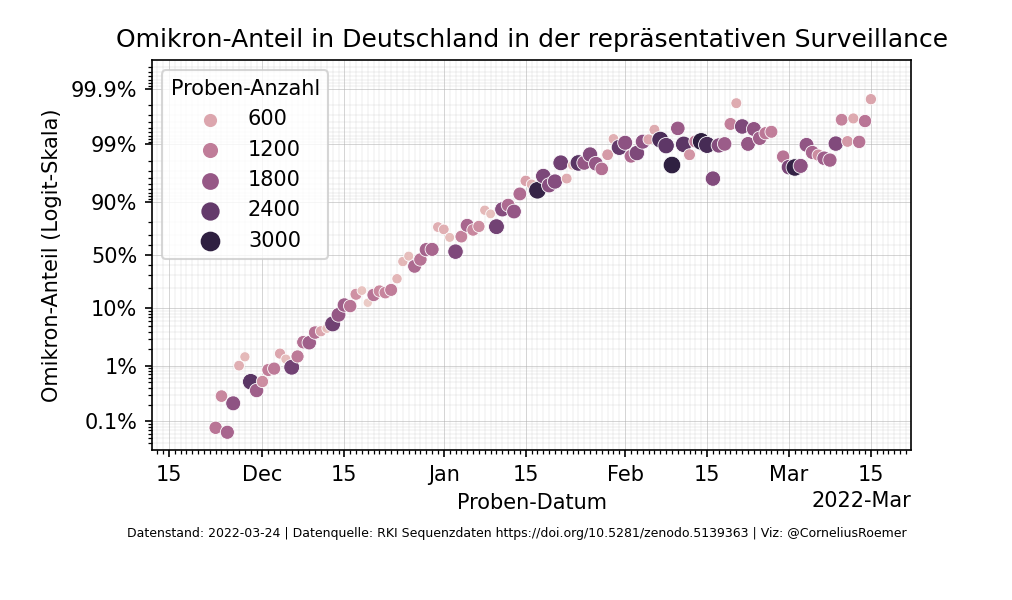 Omikron-Anteil in Deutschland in der repräsentativen Surveillance
Omikron-Anteil (Logit-Skala)
99.9%
99%
90%
50%
10%
1%
0.1%
Proben-Anzahl
600
1200
1800
2400
3000
15 Dec 15 Jan 15 Feb 15 Mar 15
Proben-Datum
2022-Mar
Datenstand: 2022-03-24 | Datenquelle: RKI Sequenzdaten https://doi.org/10.5281/zenodo.5139363 | Viz: @CorneliusRoemer